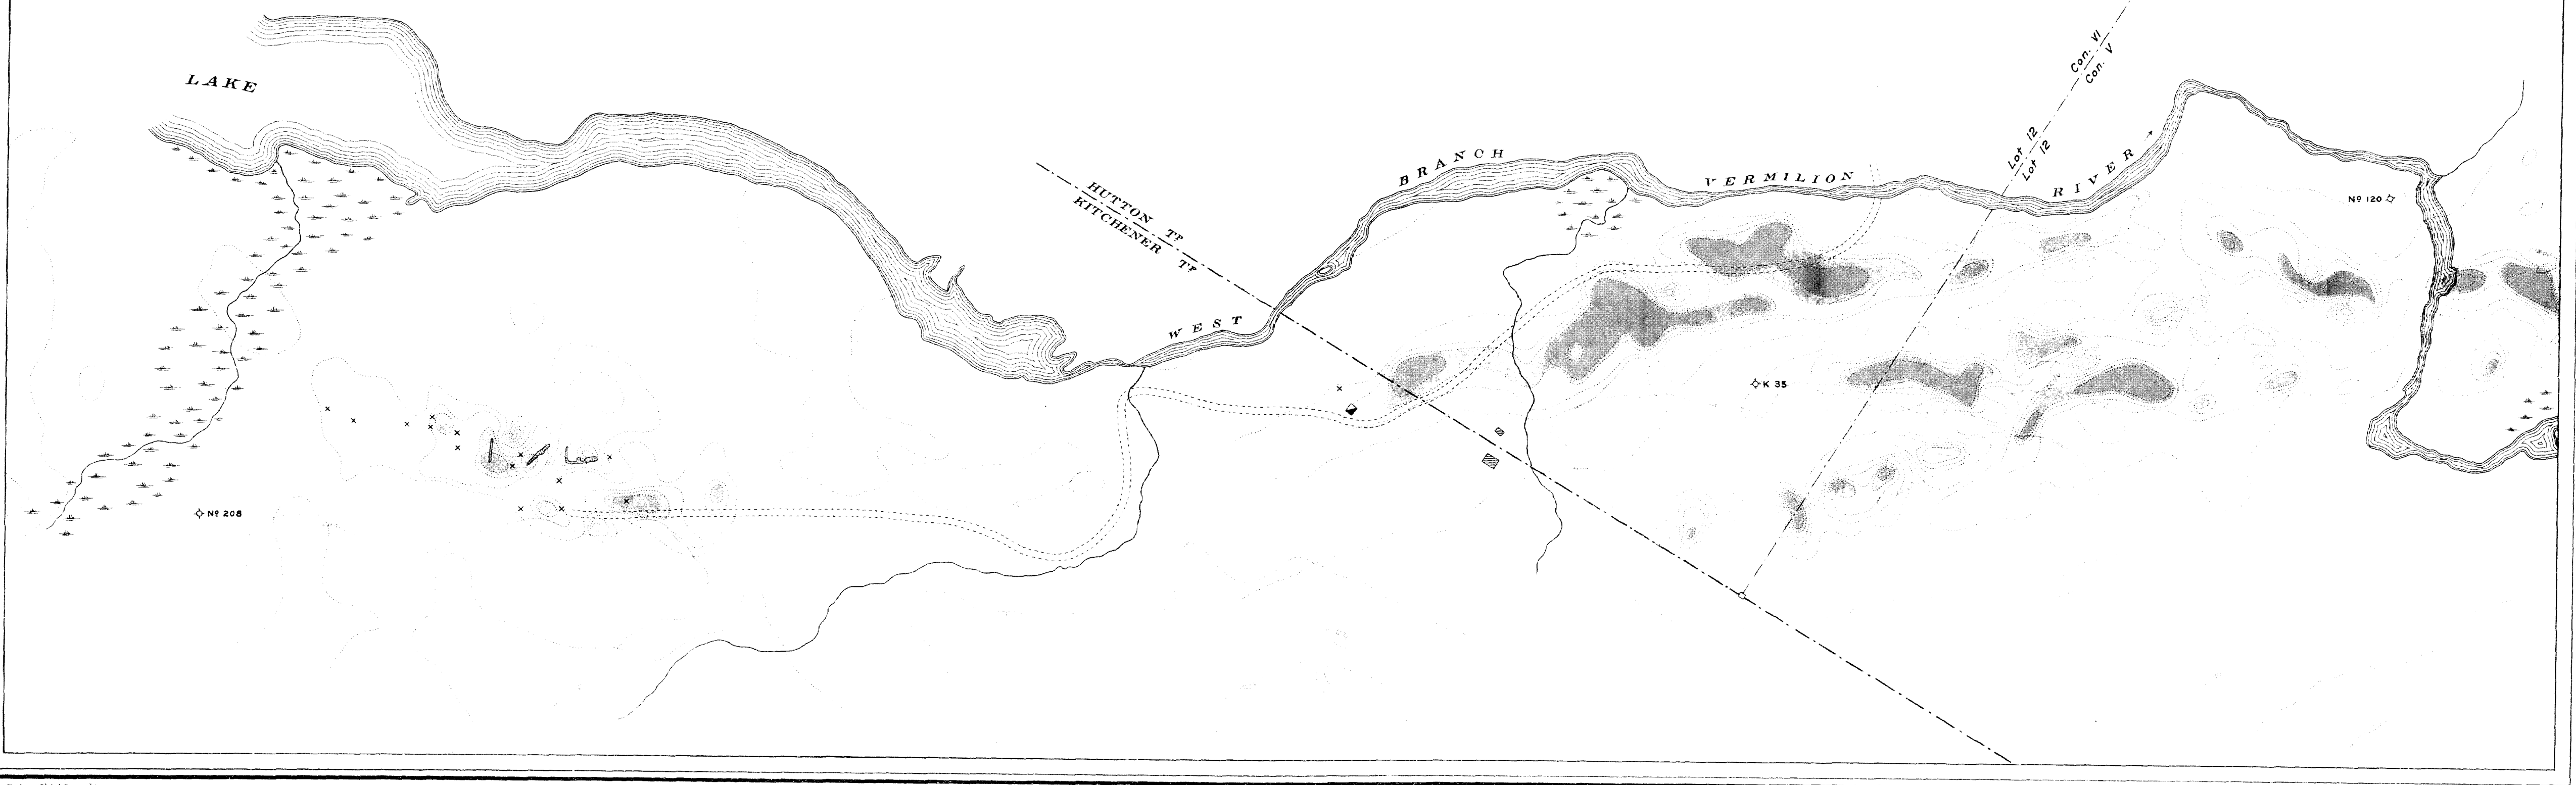 LAKE
HUTTON Tp
KITCHENER Tp
WEST BRANCH VERMILION RIVER
Con. VI
Con. V
Lot 12
Lot 12
Nº 120
K 35
Nº 208